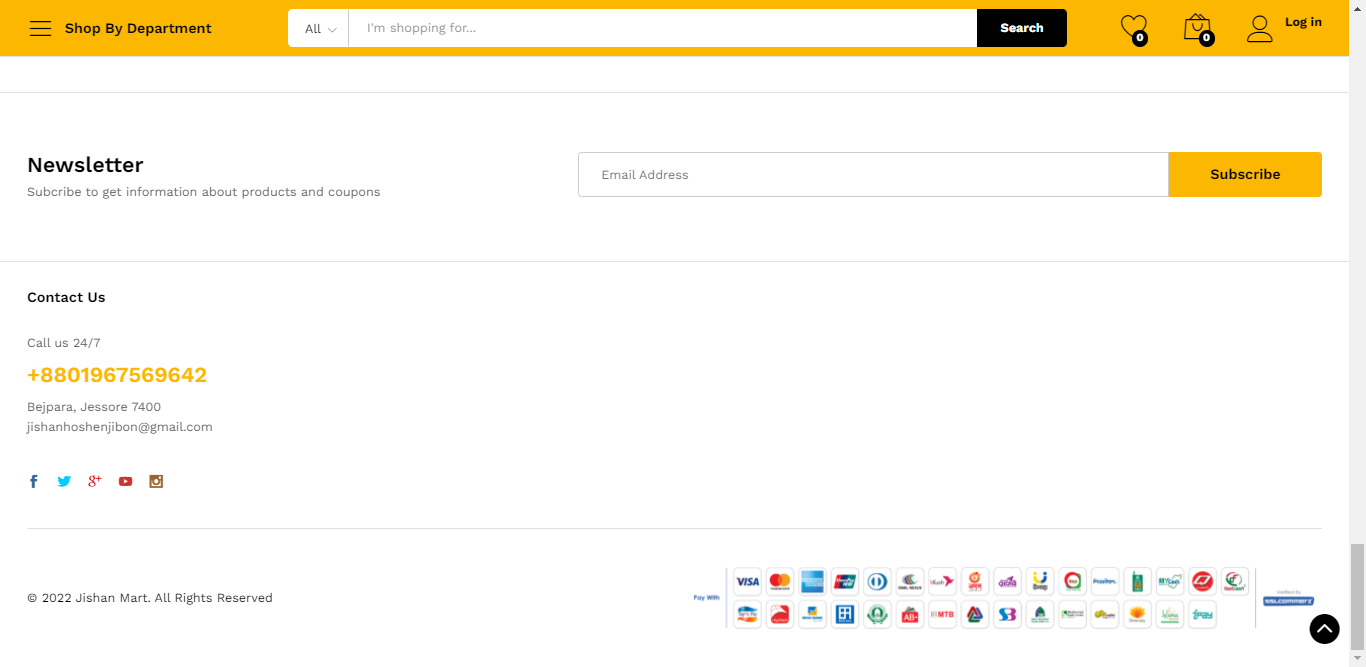 Shop By Department
All
I'm shopping for...
Search
0
0
Log in
Newsletter
Subcribe to get information about products and coupons
Email Address
Subscribe
Contact Us
Call us 24/7
+8801967569642
Bejpara, Jessore 7400
jishanhoshenjibon@gmail.com
© 2022 Jishan Mart. All Rights Reserved
Pay With
VISA
bKash
MTB
SSLCOMMERZ